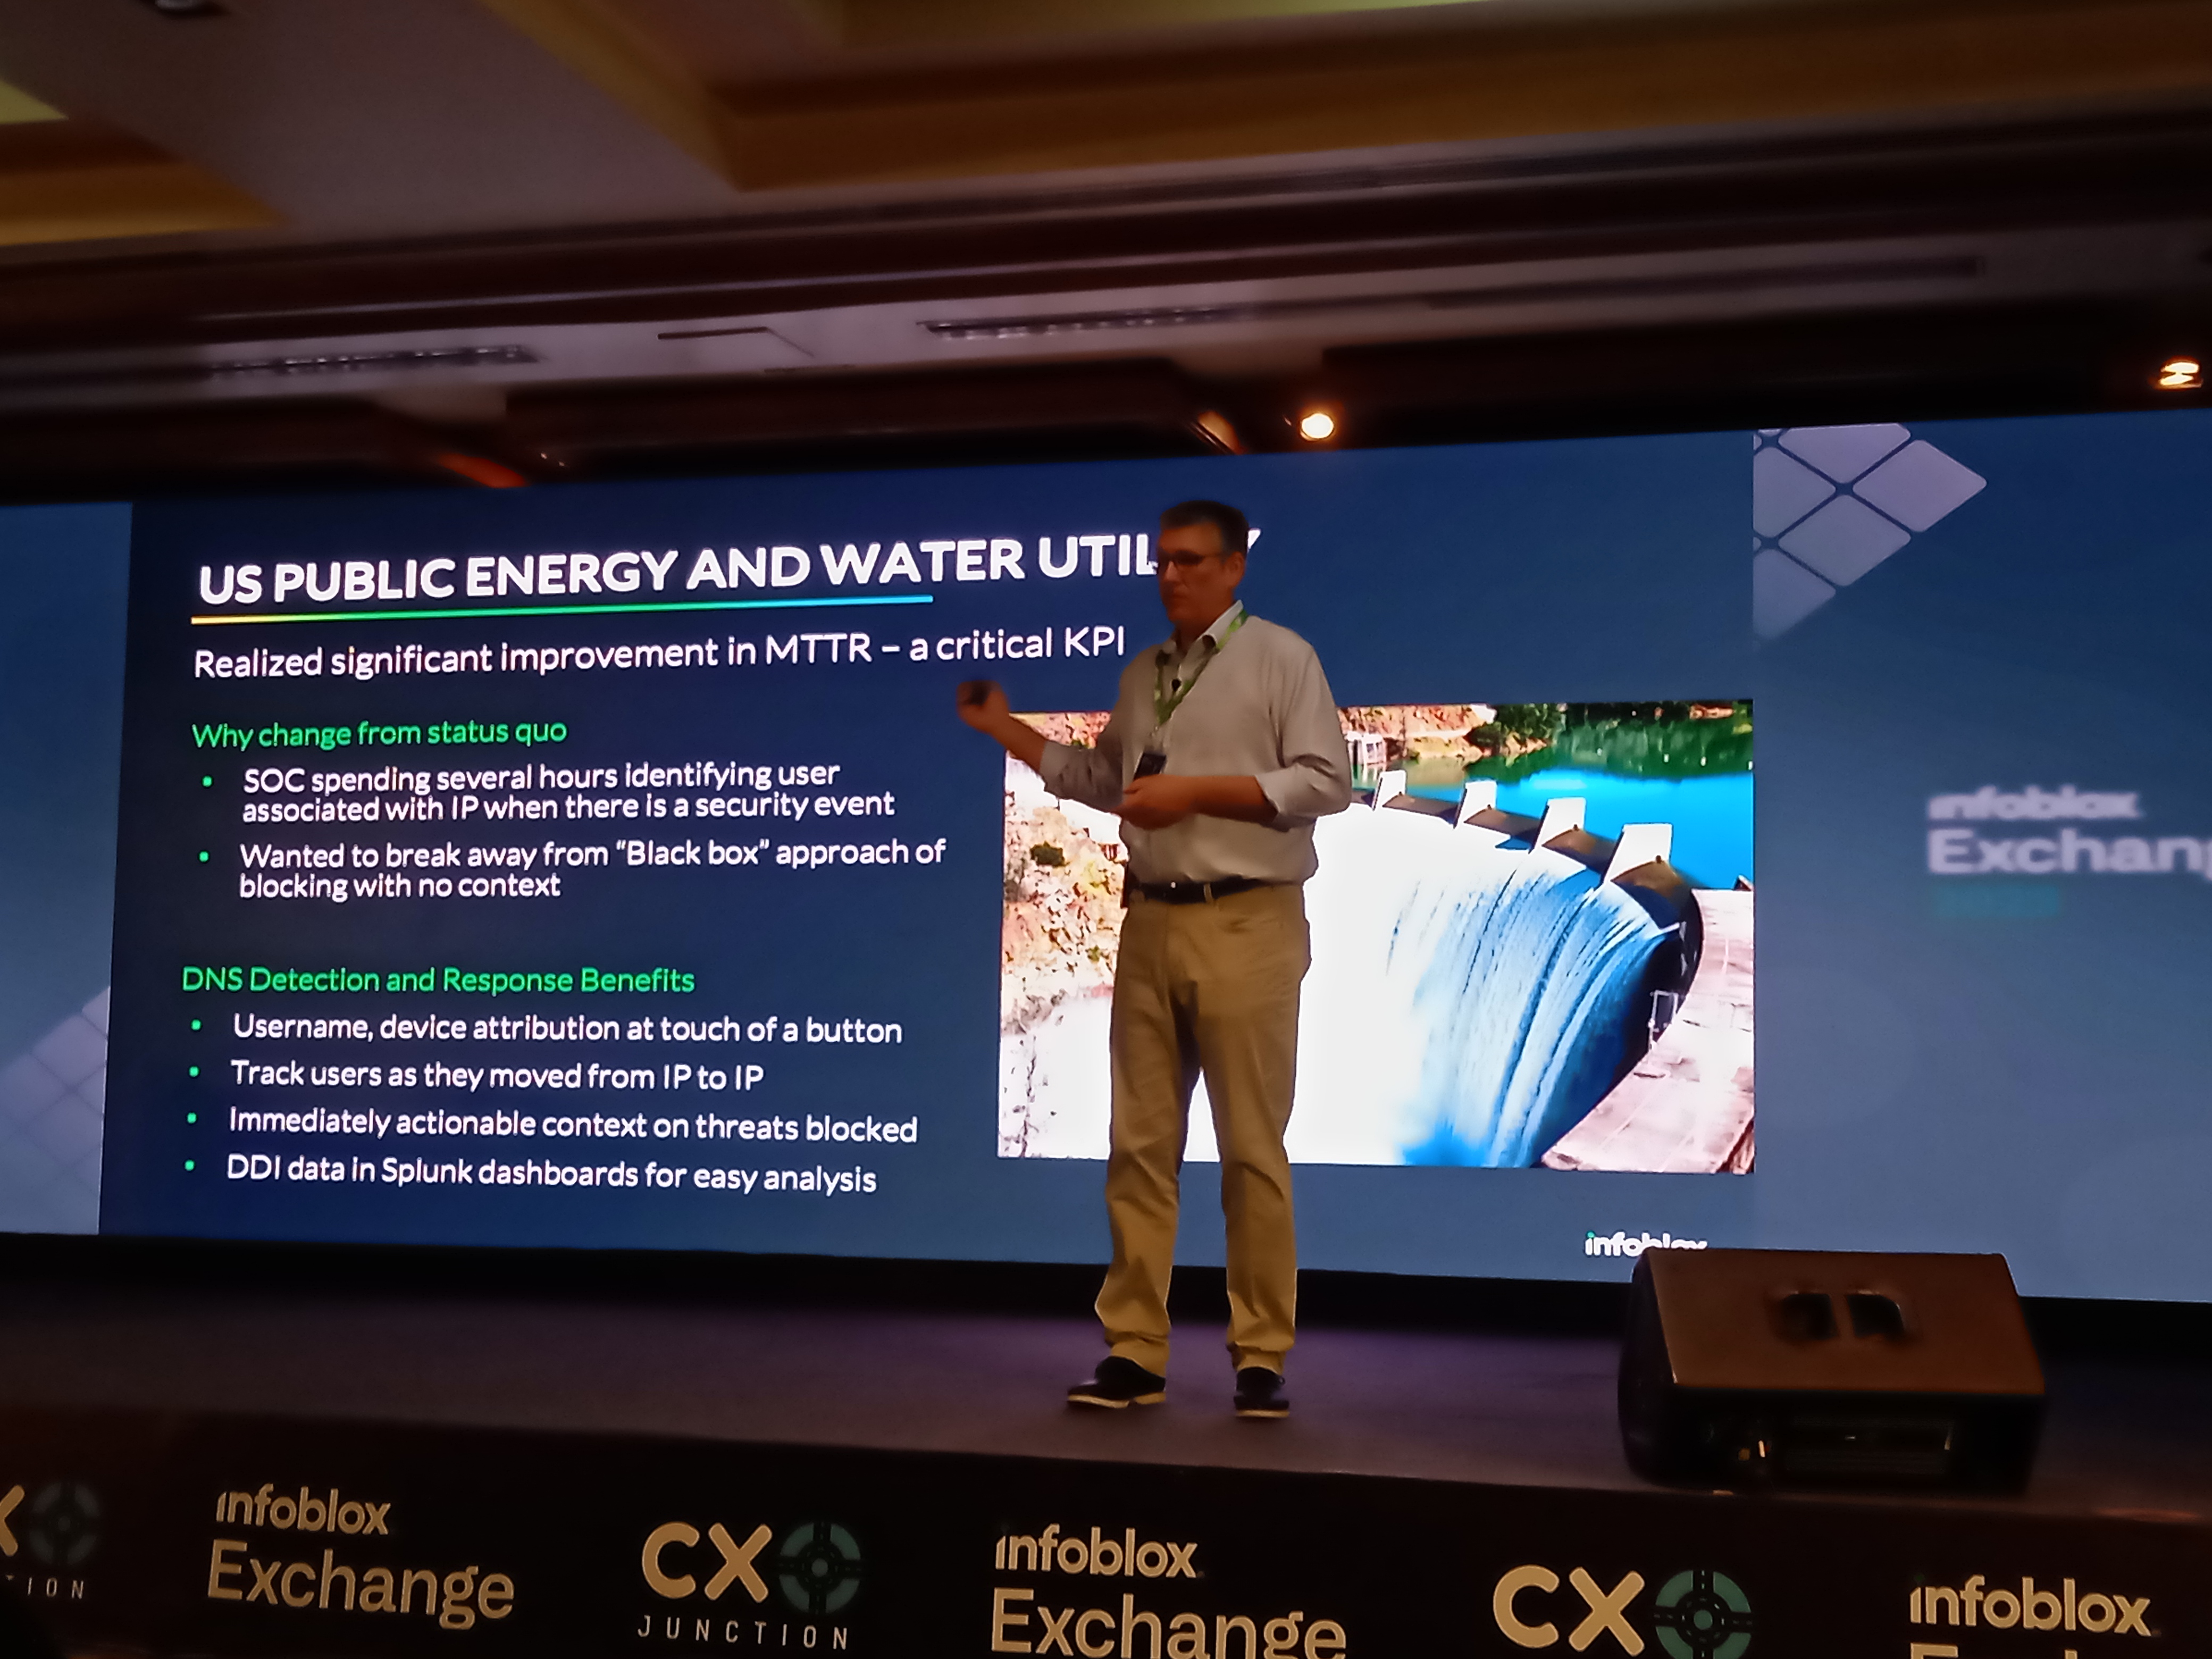 US PUBLIC ENERGY AND WATER
Realized significant improvement in MTTR – a critical KPI
Why change from status quo
• SOC spending several hours identifying user
associated with IP when there is a security event
• Wanted to break away from “Black box” approach of
blocking with no context
DNS Detection and Response Benefits
• Username, device attribution at touch of a button
• Track users as they moved from IP to IP
• Immediately actionable context on threats blocked
• DDI data in Splunk dashboards for easy analysis
infoblox
infoblox
infoblox
Exchange
CX
JUNCTION
infoblox
Exchange
CX
infoblox